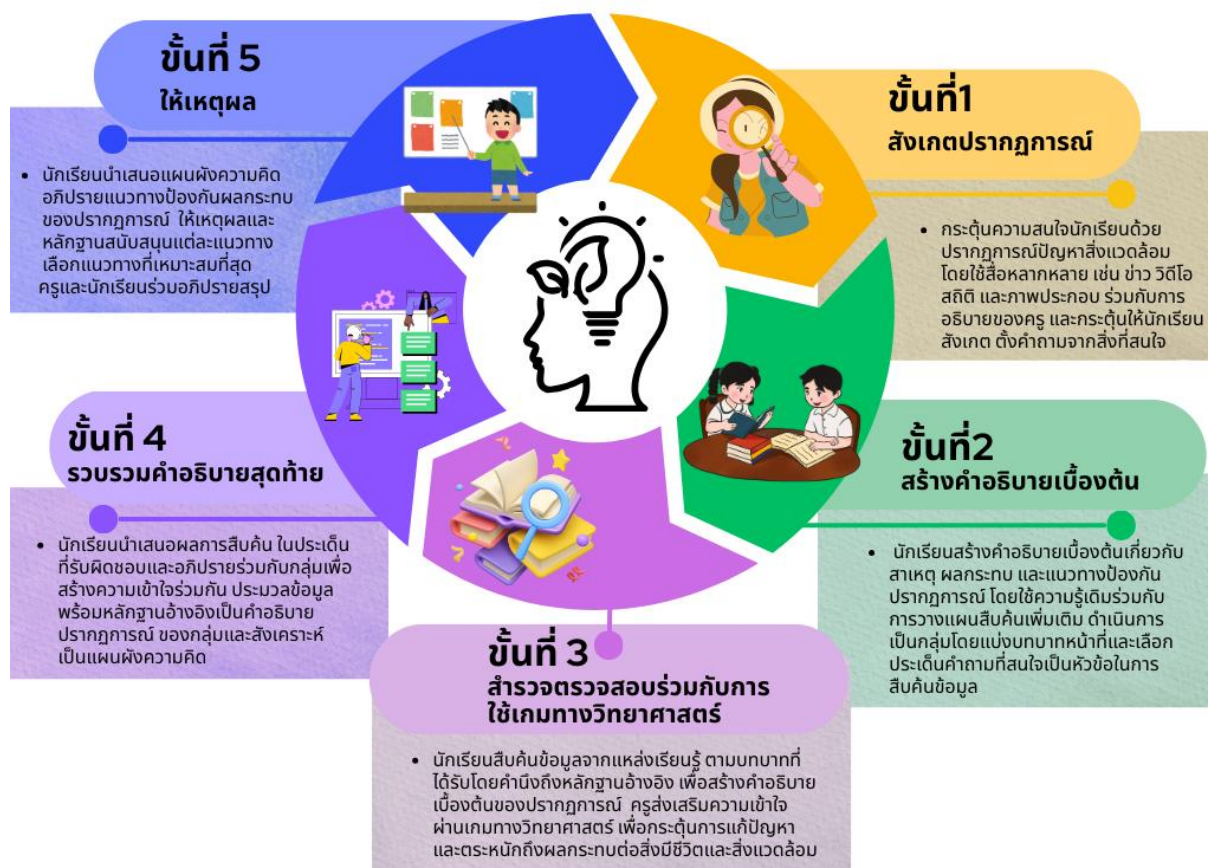 ขั้นที่1
สังเกตปรากฏการณ์
• กระตุ้นความสนใจนักเรียนด้วย
ปรากฏการณ์ปัญหาสิ่งแวดล้อม
โดยใช้สื่อหลากหลาย เช่น ข่าว วิดีโอ
สถิติ และภาพประกอบ ร่วมกับการ
อธิบายของครู และกระตุ้นให้นักเรียน
สังเกต ตั้งคำถามจากสิ่งที่สนใจ
ขั้นที่2
สร้างคำอธิบายเบื้องต้น
• นักเรียนสร้างคำอธิบายเบื้องต้นเกี่ยวกับ
สาเหตุ ผลกระทบ และแนวทางป้องกัน
ปรากฏการณ์ โดยใช้ความรู้เดิมร่วมกับ
การวางแผนสืบค้นเพิ่มเติม ดำเนินการ
เป็นกลุ่มโดยแบ่งบทบาทหน้าที่และเลือก
ประเด็นคำถามที่สนใจเป็นหัวข้อในการ
สืบค้นข้อมูล
ขั้นที่ 3
สำรวจตรวจสอบร่วมกับการ
ใช้เกมทางวิทยาศาสตร์
• นักเรียนสืบค้นข้อมูลจากแหล่งเรียนรู้ ตามบทบาทที่
ได้รับโดยคำนึงถึงหลักฐานอ้างอิง เพื่อสร้างคำอธิบาย
เบื้องต้นของปรากฏการณ์ ครูส่งเสริมความเข้าใจ
ผ่านเกมทางวิทยาศาสตร์ เพื่อกระตุ้นการแก้ปัญหา
และตระหนักถึงผลกระทบต่อสิ่งมีชีวิตและสิ่งแวดล้อม
ขั้นที่ 4
รวบรวมคำอธิบายสุดท้าย
• นักเรียนนำเสนอผลการสืบค้น ในประเด็น
ที่รับผิดชอบและอภิปรายร่วมกับกลุ่มเพื่อ
สร้างความเข้าใจร่วมกัน ประมวลข้อมูล
พร้อมหลักฐานอ้างอิงเป็นคำอธิบาย
ปรากฏการณ์ ของกลุ่มและสังเคราะห์
เป็นแผนผังความคิด
ขั้นที่ 5
ให้เหตุผล
• นักเรียนนำเสนอแผนผังความคิด
อภิปรายแนวทางป้องกันผลกระทบ
ของปรากฏการณ์ ให้เหตุผลและ
หลักฐานสนับสนุนแต่ละแนวทาง
เลือกแนวทางที่เหมาะสมที่สุด
ครูและนักเรียนร่วมอภิปรายสรุป